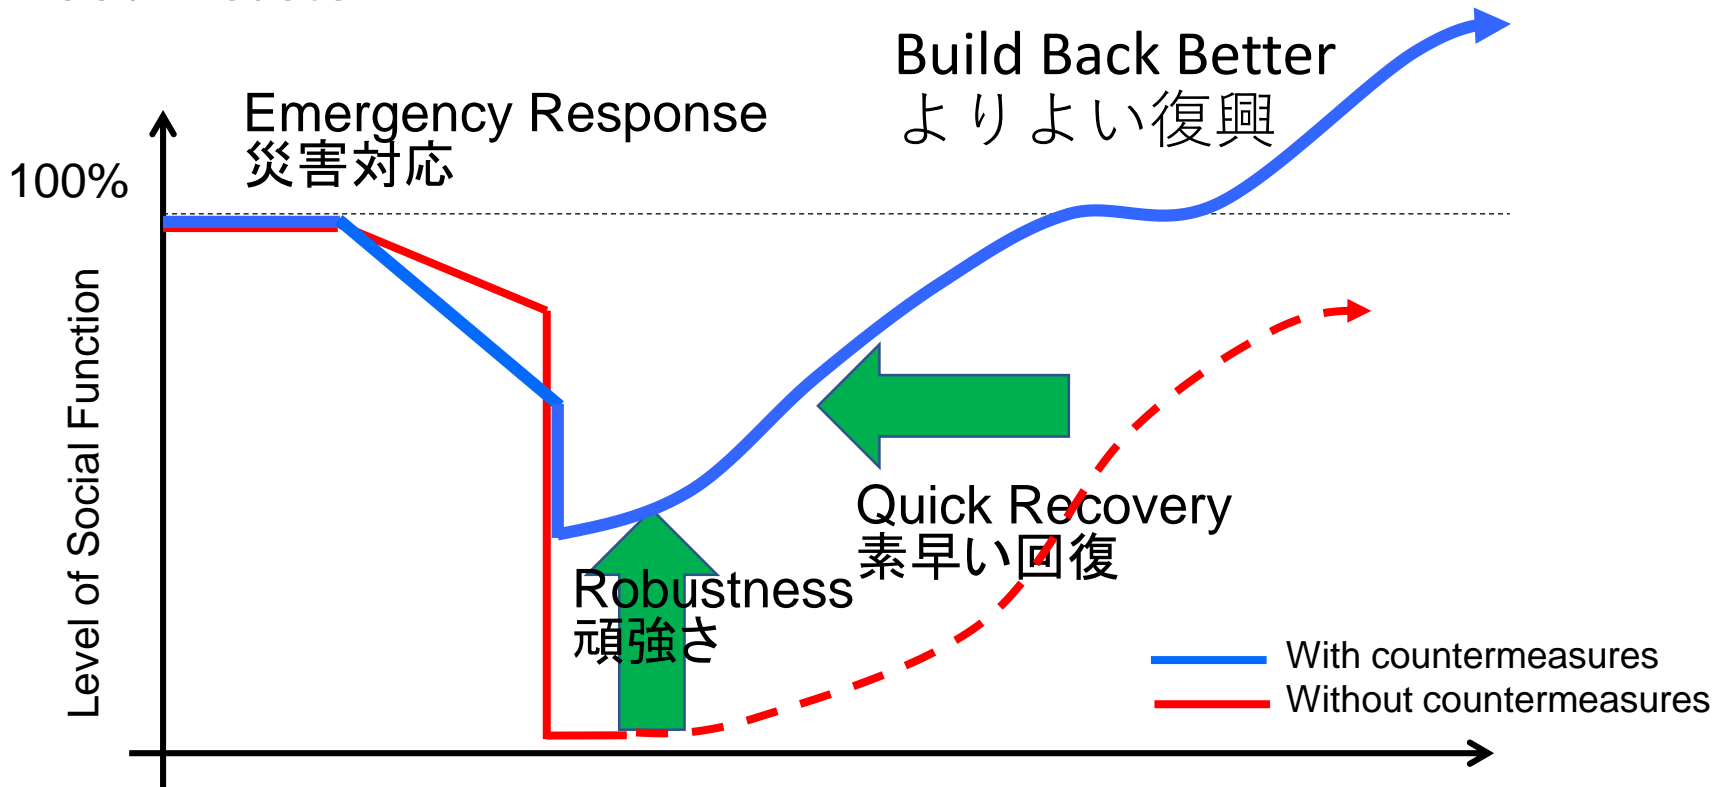 Build Back Better
よりよい復興
Emergency Response
災害対応
100%
Level of Social Function
Quick Recovery
素早い回復
Robustness
頑強さ
With countermeasures
Without countermeasures